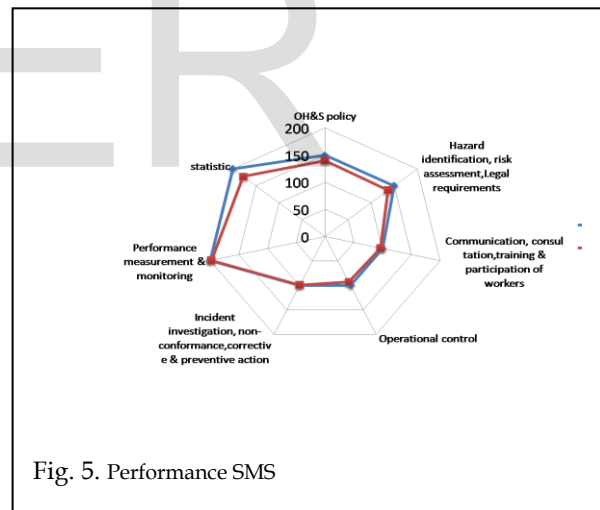 ER
OH&S policy
200
150
100
50
0
Hazard
identification, risk
assessment,Legal
requirements
Communication, consul
tation,training &
participation of
workers
Operational control
Incident
investigation, non-
conformance,correctiv
e & preventive action
Performance
measurement &
monitoring
statistic
Fig. 5. Performance SMS